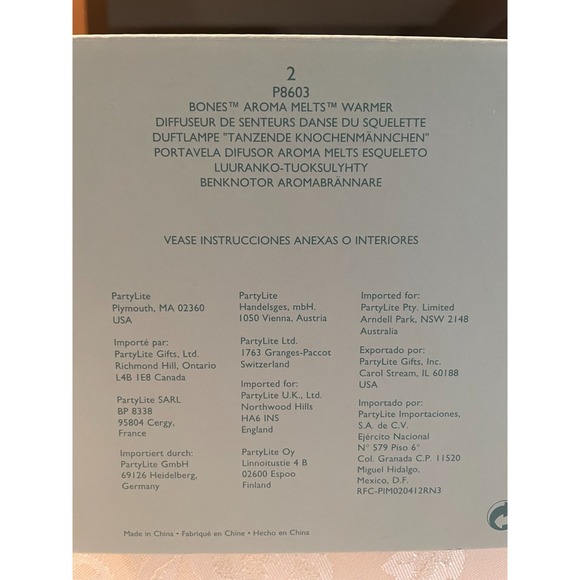 2
P8603
BONES™ AROMA MELTS™ WARMER
DIFFUSEUR DE SENTEURS DANSE DU SQUELETTE
DUFTLAMPE "TANZENDE KNOCHENMÄNNCHEN"
PORTAVELA DIFUSOR AROMA MELTS ESQUELETO
LUURANKO-TUOKSULYHTY
BENKNOTOR AROMABRÄNNARE
VEASE INSTRUCCIONES ANEXAS O INTERIORES
PartyLite
Plymouth, MA 02360
USA
Importé par:
PartyLite Gifts, Ltd.
Richmond Hill, Ontario
L4B 1E8 Canada
PartyLite SARL
BP 8338
95804 Cergy,
France
Importiert durch:
PartyLite GmbH
69126 Heidelberg,
Germany
PartyLite
Handelsges, mbH.
1050 Vienna, Austria
PartyLite Ltd.
1763 Granges-Paccot
Switzerland
Imported for:
PartyLite U.K., Ltd.
Northwood Hills
HA6 INS
England
PartyLite Oy
Linnoitustie 4 B
02600 Espoo
Finland
Imported for:
PartyLite Pty. Limited
Arndell Park, NSW 2148
Australia
Exportado por:
PartyLite Gifts, Inc.
Carol Stream, IL 60188
USA
Importado por:
PartyLite Importaciones,
S.A. de C.V.
Ejército Nacional
N° 579 Piso 6°
Col. Granada C.P. 11520
Miguel Hidalgo,
Mexico, D.F.
RFC-PIM020412RN3
Made in China • Fabriqué en Chine • Hecho en China